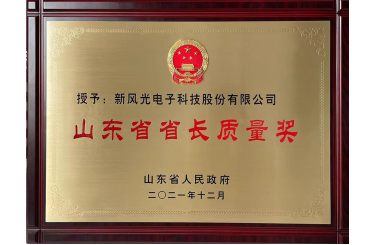 授予：新风光电子科技股份有限公司
山东省省长质量奖
山东省人民政府
二〇二一年十二月